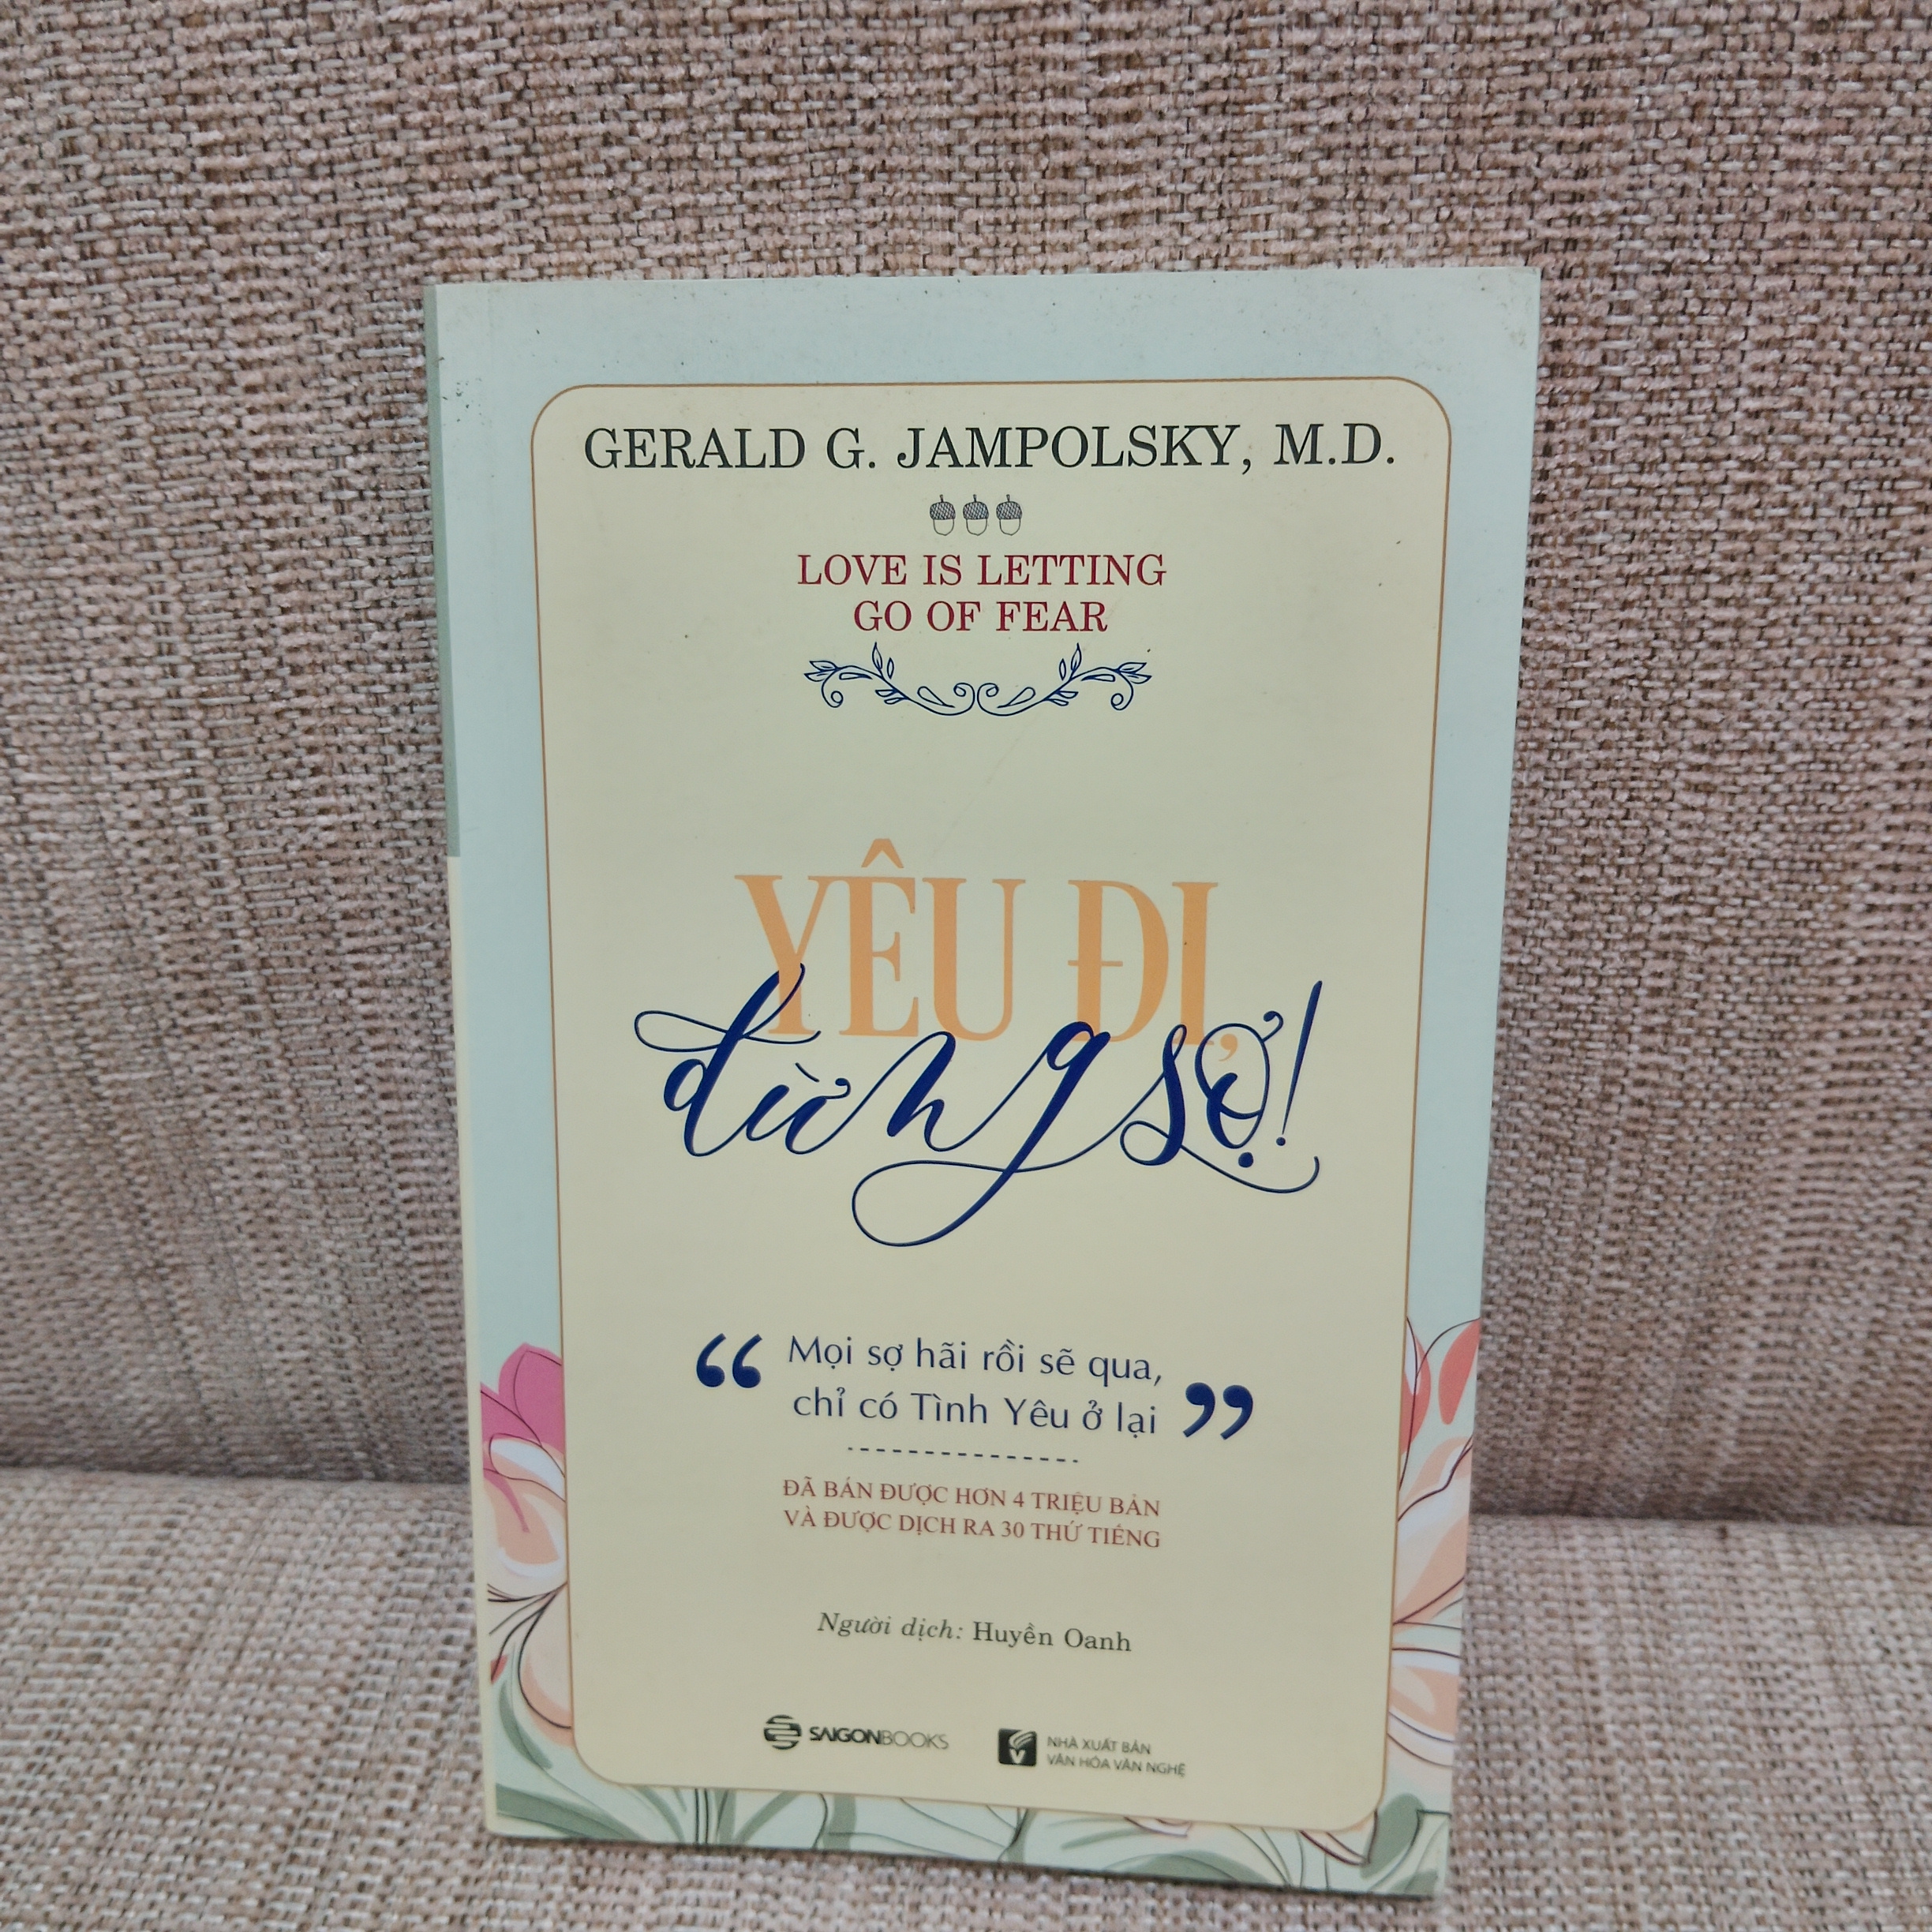 GERALD G. JAMPOLSKY, M.D.
LOVE IS LETTING
GO OF FEAR
YÊU ĐI,
đừng sợ!
“ Mọi sợ hãi rồi sẽ qua,
chỉ có Tình Yêu ở lại ”
ĐÃ BÁN ĐƯỢC HƠN 4 TRIỆU BẢN
VÀ ĐƯỢC DỊCH RA 30 THỨ TIẾNG
Người dịch: Huyền Oanh
SAIGONBOOKS
NHÀ XUẤT BẢN
VĂN HÓA VĂN NGHỆ